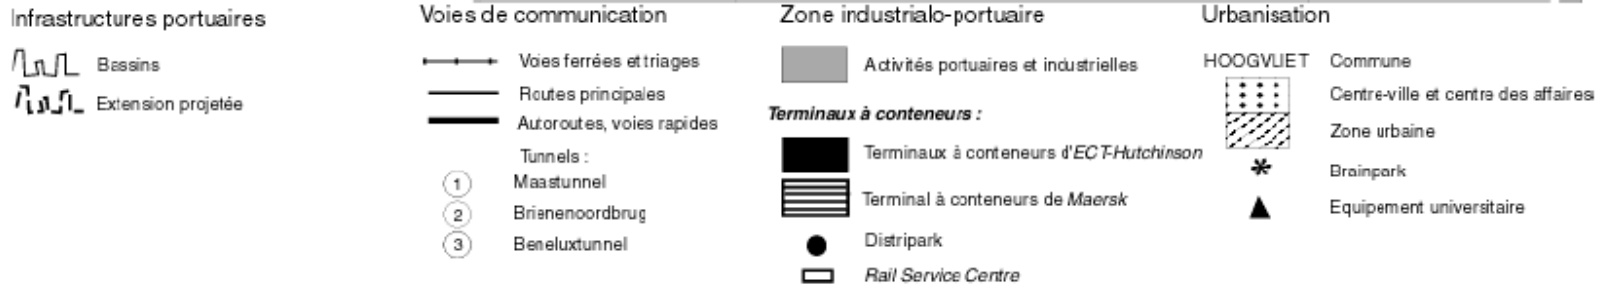 Infrastructures portuaires
Bassins
Extension projetée
Voies de communication
Voies ferrées et triages
Routes principales
Autoroutes, voies rapides
Tunnels :
1 Maastunnel
2 Brienenoordbrug
3 Beneluxtunnel
Zone industrialo-portuaire
Activités portuaires et industrielles
Terminaux à conteneurs :
Terminaux à conteneurs d'ECT-Hutchinson
Terminal à conteneurs de Maersk
Distripark
Rail Service Centre
Urbanisation
HOOGVLIET Commune
Centre-ville et centre des affaires
Zone urbaine
Brainpark
Equipement universitaire